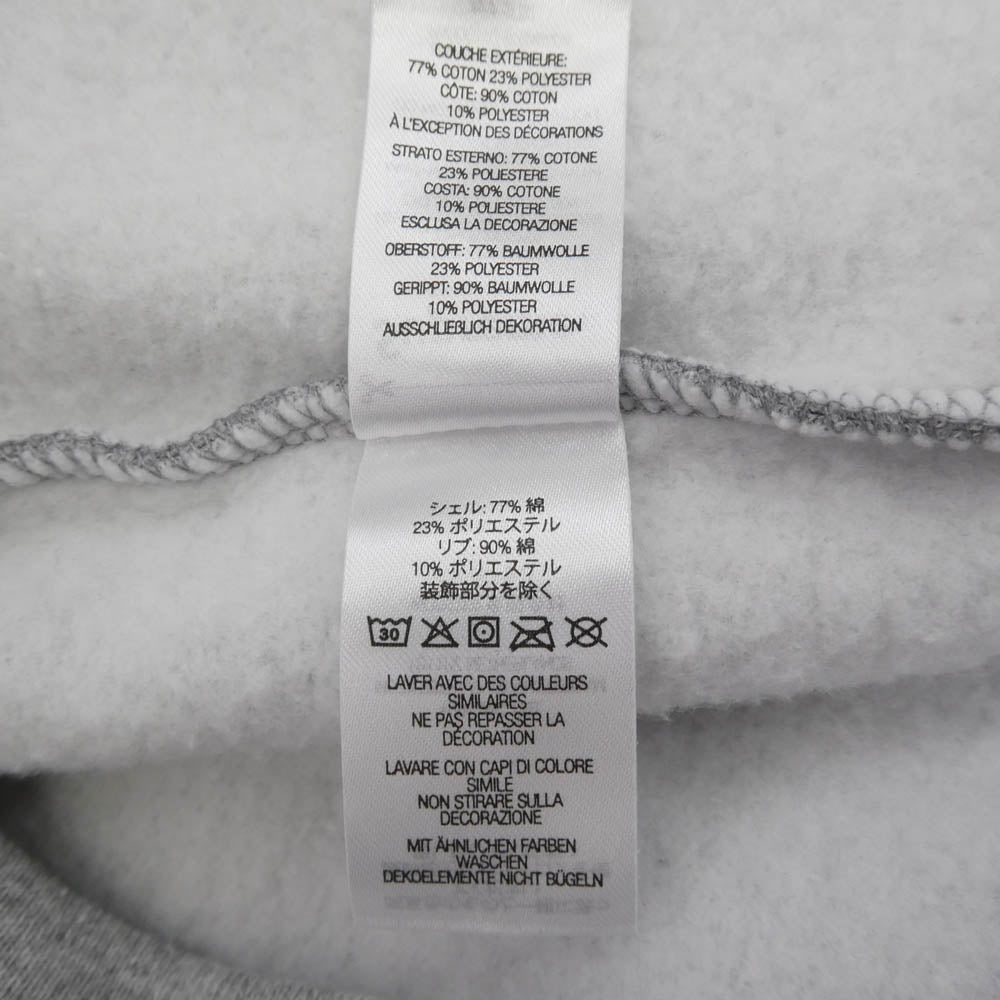 COUCHE EXTÉRIEURE:
77% COTON 23% POLYESTER
CÔTE: 90% COTON
10% POLYESTER
À L'EXCEPTION DES DÉCORATIONS
STRATO ESTERNO: 77% COTONE
23% POLIESTERE
COSTA: 90% COTONE
10% POLIESTERE
ESCLUSA LA DECORAZIONE
OBERSTOFF: 77% BAUMWOLLE
23% POLYESTER
GERIPPT: 90% BAUMWOLLE
10% POLYESTER
AUSSCHLIEßLICH DEKORATION
シェル: 77% 綿
23% ポリエステル
リブ: 90% 綿
10% ポリエステル
装飾部分を除く
30
LAVER AVEC DES COULEURS
SIMILAIRES
NE PAS REPASSER LA
DÉCORATION
LAVARE CON CAPI DI COLORE
SIMILE
NON STIRARE SULLA
DECORAZIONE
MIT ÄHNLICHEN FARBEN
WASCHEN
DEKOELEMENTE NICHT BÜGELN